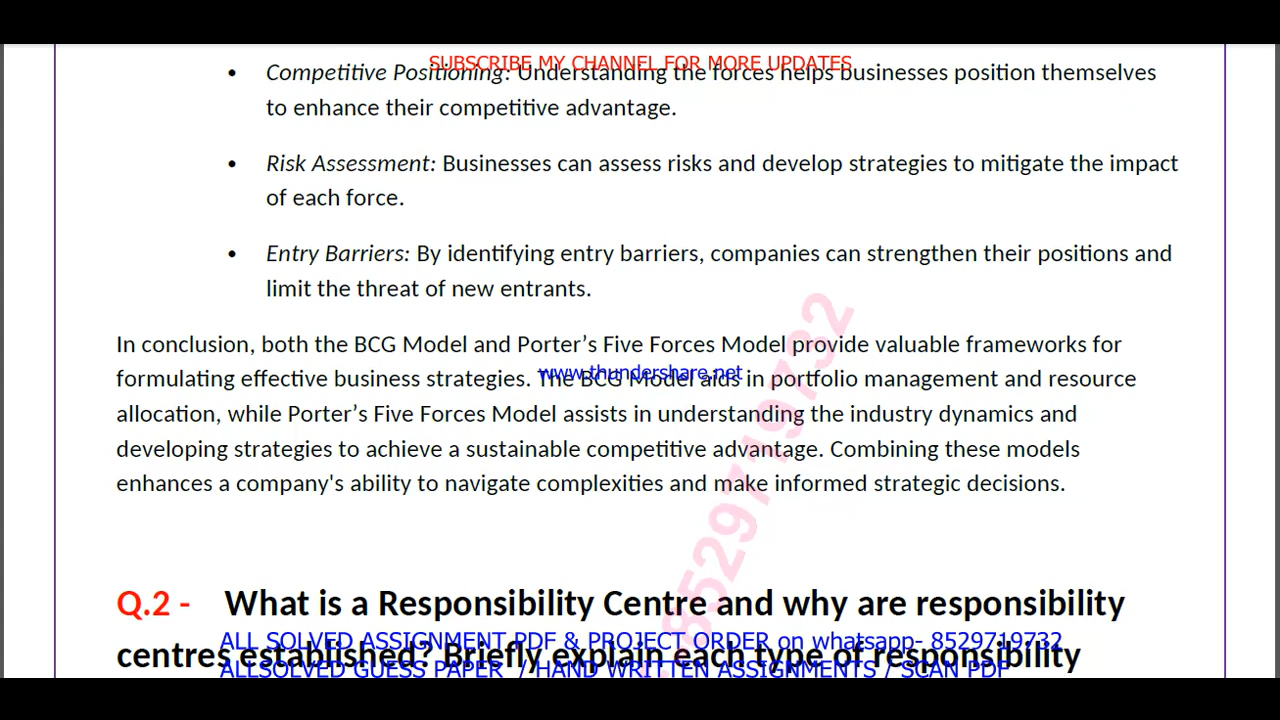 SUBSCRIBE MY CHANNEL FOR MORE UPDATES
• Competitive Positioning: Understanding the forces helps businesses position themselves
to enhance their competitive advantage.
• Risk Assessment: Businesses can assess risks and develop strategies to mitigate the impact
of each force.
• Entry Barriers: By identifying entry barriers, companies can strengthen their positions and
limit the threat of new entrants.
In conclusion, both the BCG Model and Porter’s Five Forces Model provide valuable frameworks for
www.thundershare.net
formulating effective business strategies. The BCG Model aids in portfolio management and resource
allocation, while Porter’s Five Forces Model assists in understanding the industry dynamics and
developing strategies to achieve a sustainable competitive advantage. Combining these models
enhances a company's ability to navigate complexities and make informed strategic decisions.
8529719732
Q.2 - What is a Responsibility Centre and why are responsibility
ALL SOLVED ASSIGNMENT PDF & PROJECT ORDER on whatsapp- 8529719732
centres established? Briefly explain each type of responsibility
ALLSOLVED GUESS PAPER / HAND WRITTEN ASSIGNMENTS / SCAN PDF